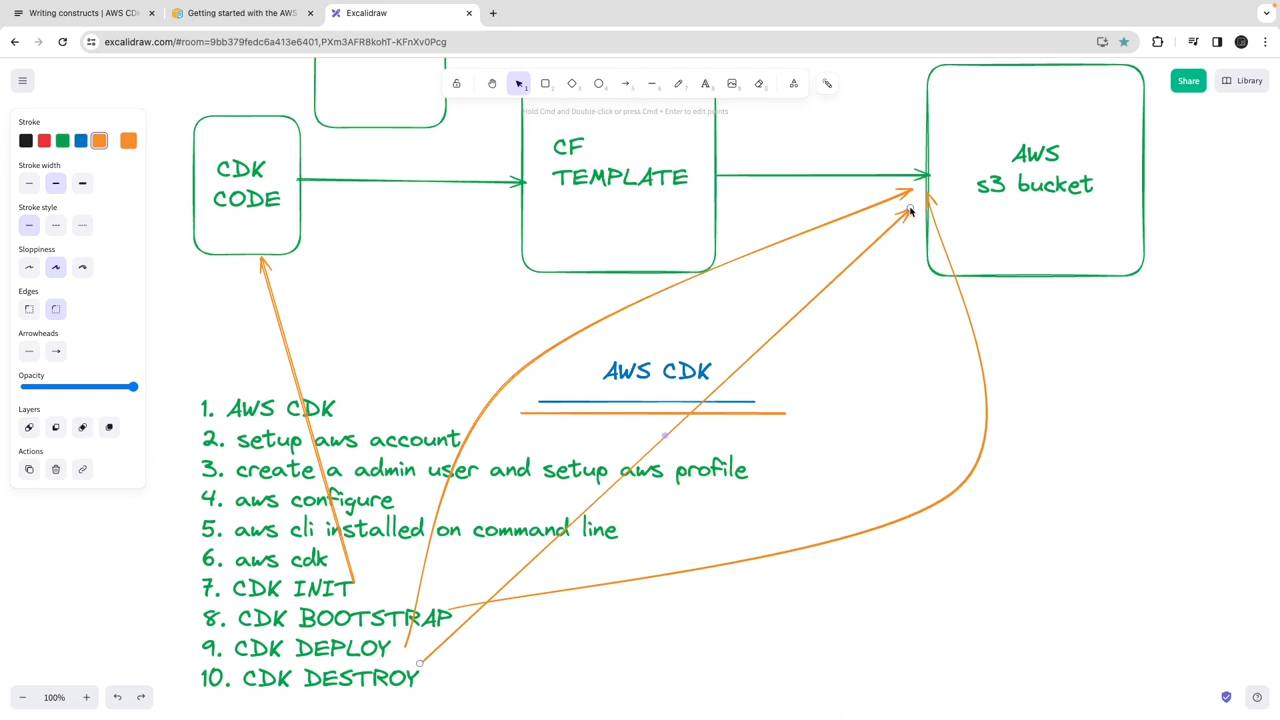 Writing constructs | AWS CDK
Getting started with the AWS
Excalidraw
excalidraw.com/#room=9bb379fedc6a413e6401,PXm3AFR8kohT-KFnXv0Pcg
Share
Library
Hold Cmd and Double-click or press Cmd + Enter to edit points
Stroke
Stroke width
Stroke style
Sloppiness
Edges
Arrowheads
Opacity
Layers
Actions
CDK
CODE
CF
TEMPLATE
AWS
s3 bucket
AWS CDK
1. AWS CDK
2. setup aws account
3. create a admin user and setup aws profile
4. aws configure
5. aws cli installed on command line
6. aws cdk
7. CDK INIT
8. CDK BOOTSTRAP
9. CDK DEPLOY
10. CDK DESTROY
100%